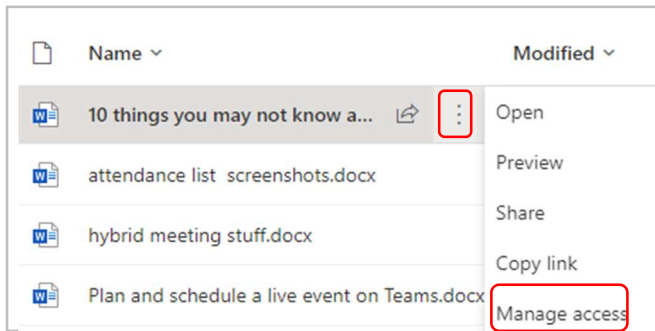 Name Modified
10 things you may not know a... Open
attendance list screenshots.docx Preview
Share
hybrid meeting stuff.docx
Copy link
Plan and schedule a live event on Teams.docx
Manage access